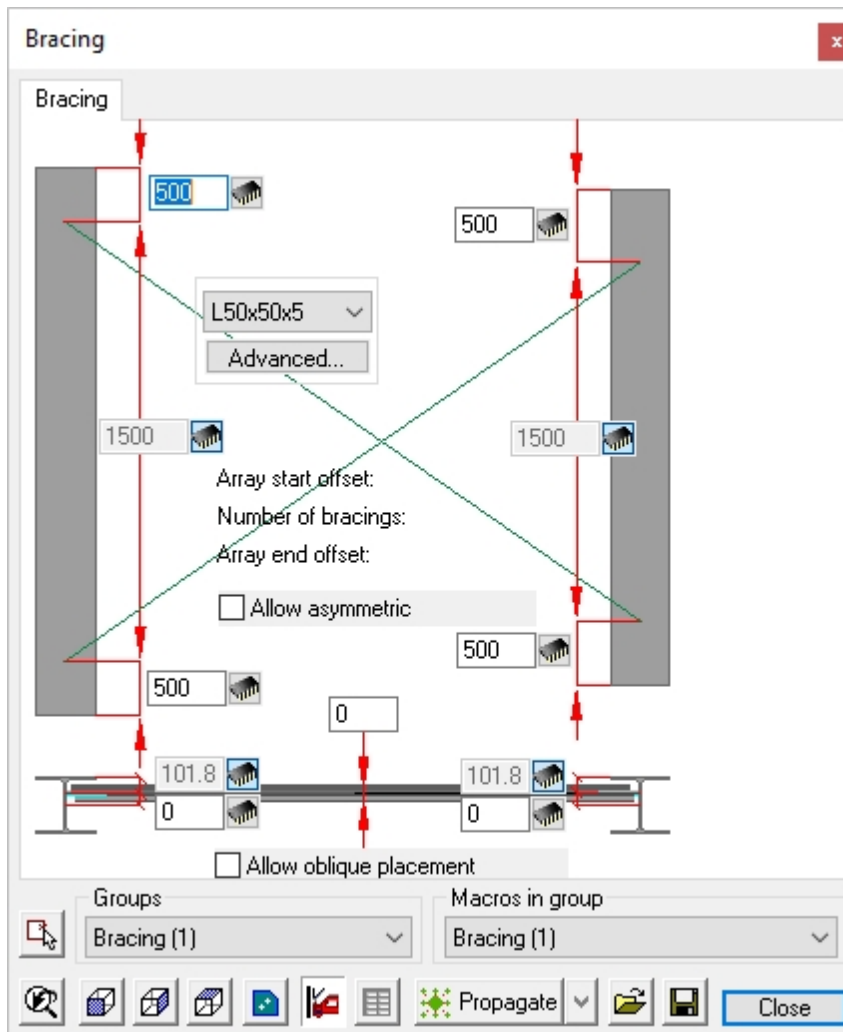 Bracing
x
Bracing
500
500
L50x50x5
Advanced...
1500
1500
Array start offset:
Number of bracings:
Array end offset:
Allow asymmetric
500
500
0
101.8
101.8
0
0
Allow oblique placement
Groups
Macros in group
Bracing (1)
Bracing (1)
Propagate
Close